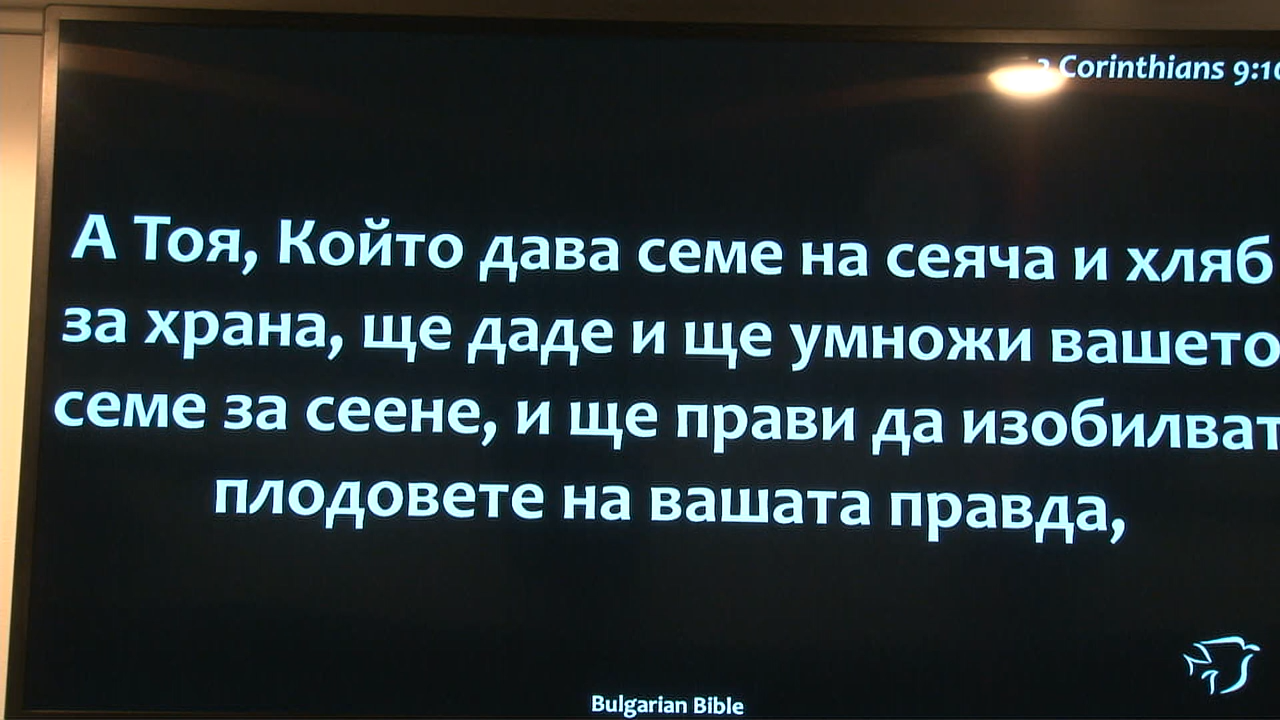 Corinthians 9:10
А Тоя, Който дава семе на сеяча и хляб
за храна, ще даде и ще умножи вашето
семе за сеене, и ще прави да изобилват
плодовете на вашата правда,
Bulgarian Bible